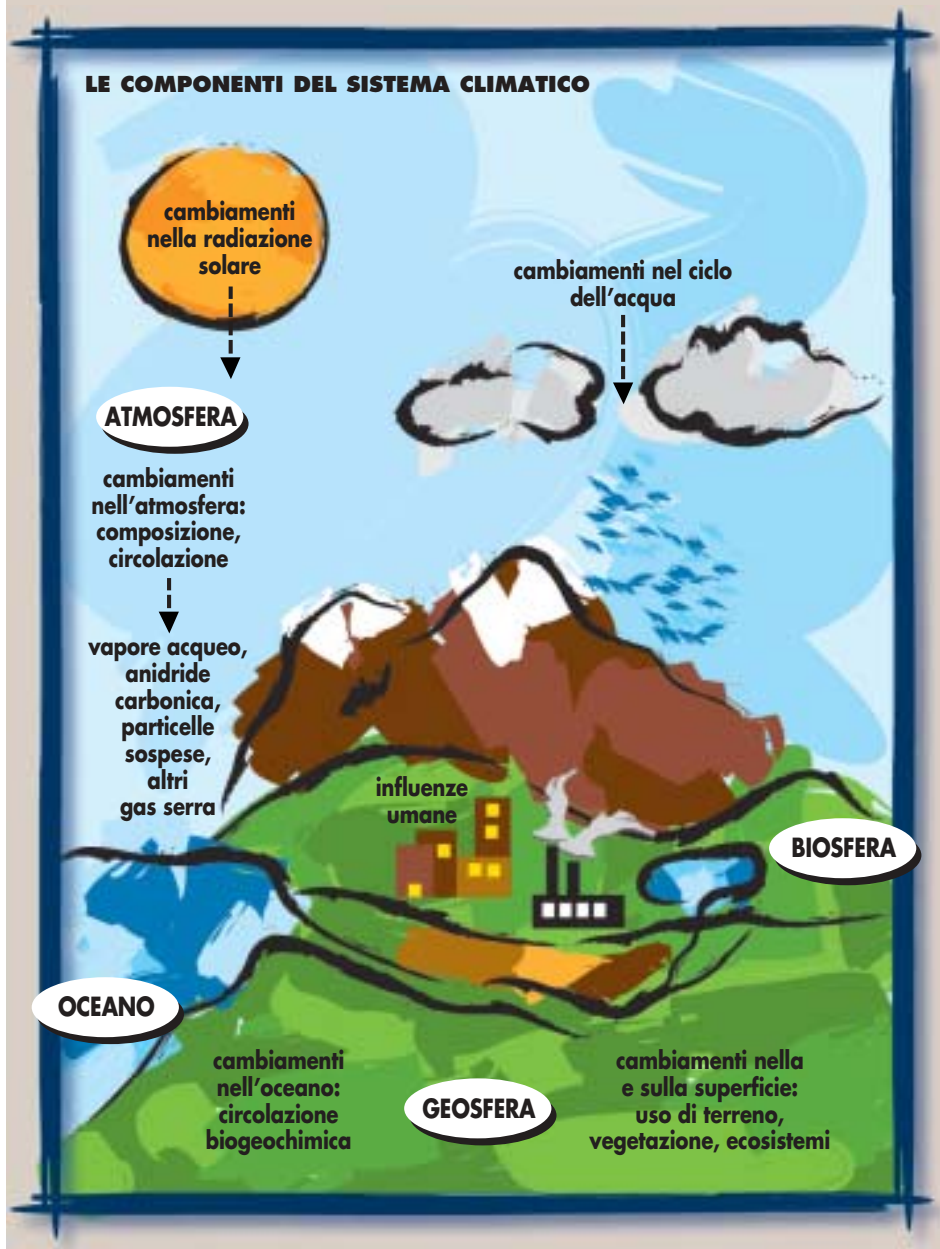 LE COMPONENTI DEL SISTEMA CLIMATICO
cambiamenti
nella radiazione
solare
cambiamenti nel ciclo
dell'acqua
ATMOSFERA
cambiamenti
nell'atmosfera:
composizione,
circolazione
vapore acqueo,
anidride
carbonica,
particelle
sospese,
altri
gas serra
influenze
umane
BIOSFERA
OCEANO
cambiamenti
nell'oceano:
circolazione
biogeochimica
GEOSFERA
cambiamenti nella
e sulla superficie:
uso di terreno,
vegetazione, ecosistemi